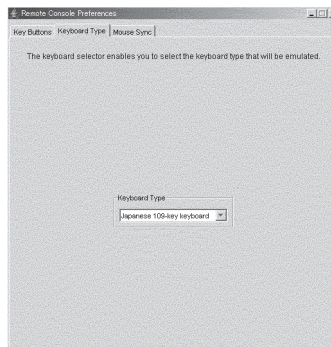 Remote Console Preferences
Key Buttons Keyboard Type Mouse Sync
The keyboard selector enables you to select the keyboard type that will be emulated.
Keyboard Type
Japanese 109-key keyboard